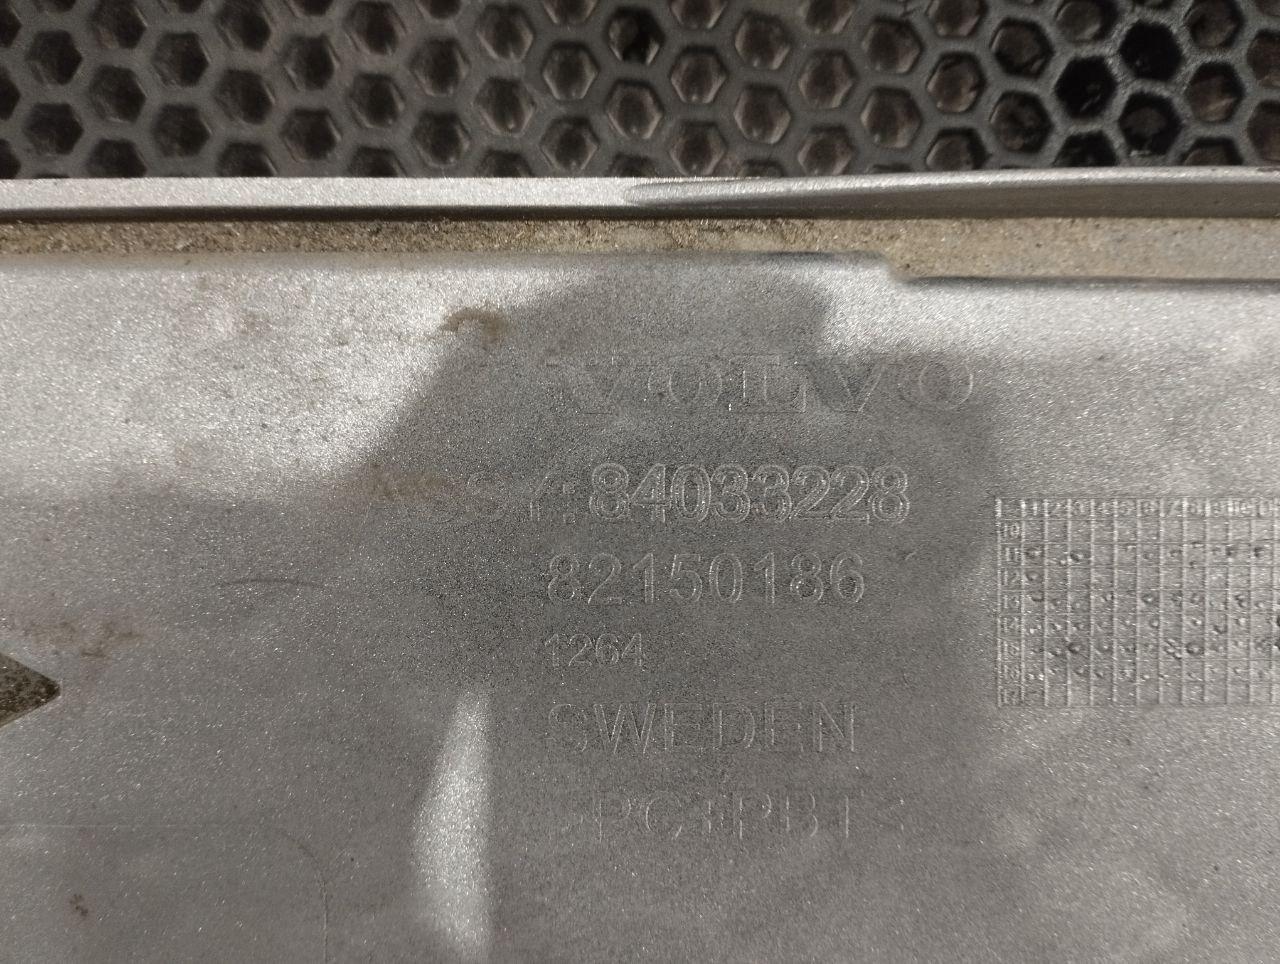 VOLVO
ASSY: 84033228
82150186
1264
SWEDEN
>PC+PBT<